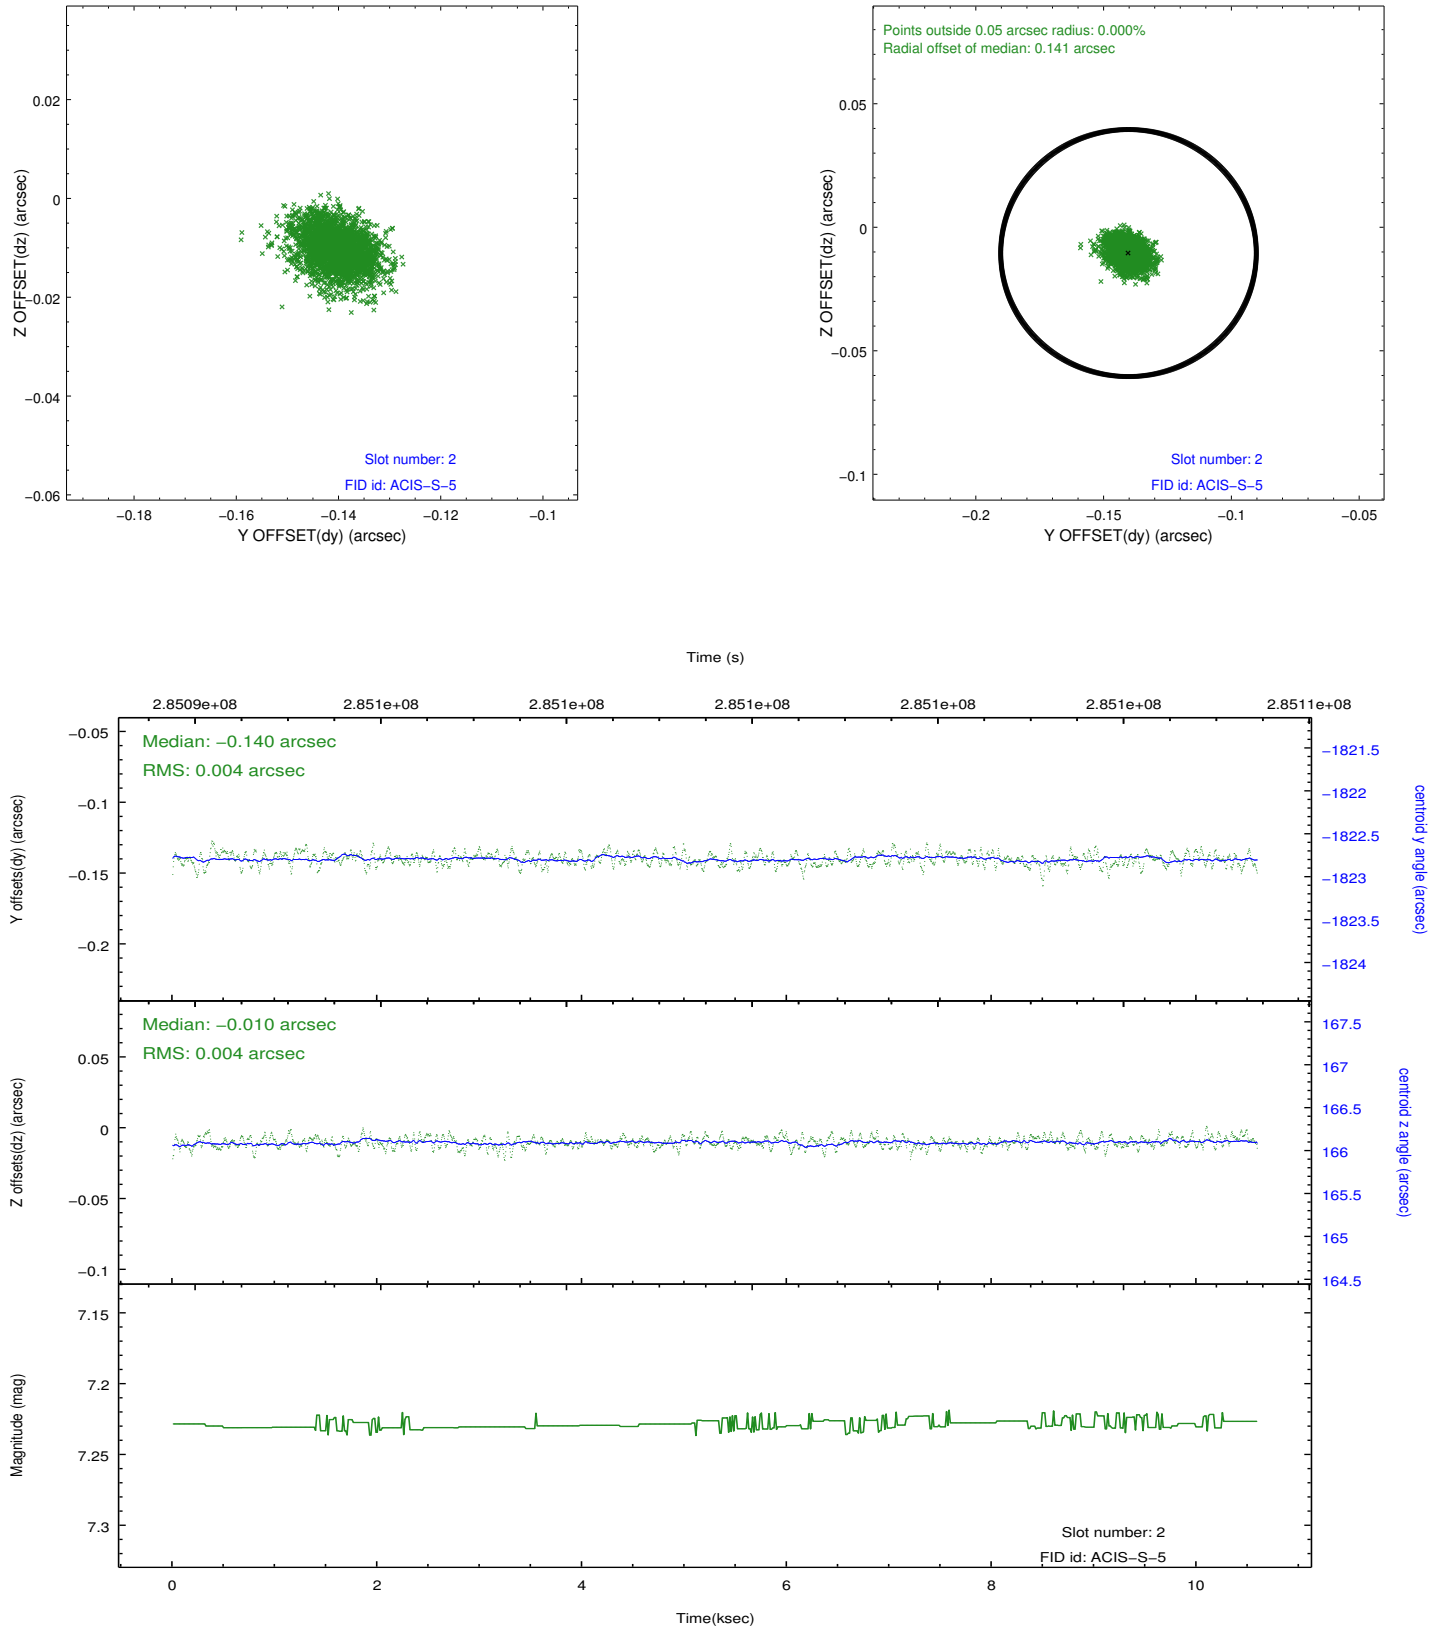 0.02
0
−0.02
−0.04
−0.06
Z OFFSET(dz) (arcsec)
Slot number: 2
FID id: ACIS−S−5
−0.18 −0.16 −0.14 −0.12 −0.1
Y OFFSET(dy) (arcsec)
Points outside 0.05 arcsec radius: 0.000%
Radial offset of median: 0.141 arcsec
0.05
0
−0.05
−0.1
Z OFFSET(dz) (arcsec)
Slot number: 2
FID id: ACIS−S−5
−0.2 −0.15 −0.1 −0.05
Y OFFSET(dy) (arcsec)
Time (s)
2.8509e+08 2.851e+08 2.851e+08 2.851e+08 2.851e+08 2.851e+08 2.8511e+08
Median: −0.140 arcsec
RMS: 0.004 arcsec
−0.05
−0.1
−0.15
−0.2
Y offsets(dy) (arcsec)
−1821.5
−1822
−1822.5
−1823
−1823.5
−1824
centroid y angle (arcsec)
Median: −0.010 arcsec
RMS: 0.004 arcsec
0.05
0
−0.05
−0.1
Z offsets(dz) (arcsec)
167.5
167
166.5
166
165.5
165
164.5
centroid z angle (arcsec)
7.15
7.2
7.25
7.3
Magnitude (mag)
Slot number: 2
FID id: ACIS−S−5
0 2 4 6 8 10
Time(ksec)